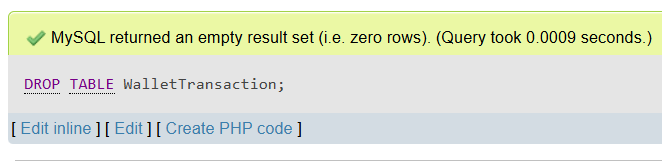 MySQL returned an empty result set (i.e. zero rows). (Query took 0.0009 seconds.)
DROP TABLE WalletTransaction;
[ Edit inline ] [ Edit ] [ Create PHP code ]